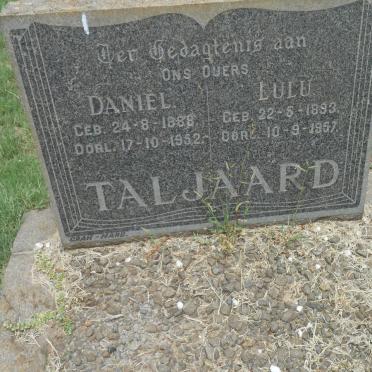 Ter Gedagtenis aan
ONS OUERS
DANIEL
GEB. 24-8-1888
OORL. 17-10-1952.
LULU
GEB. 22-5-1893.
OORL. 10-9-1957.
TALJAARD